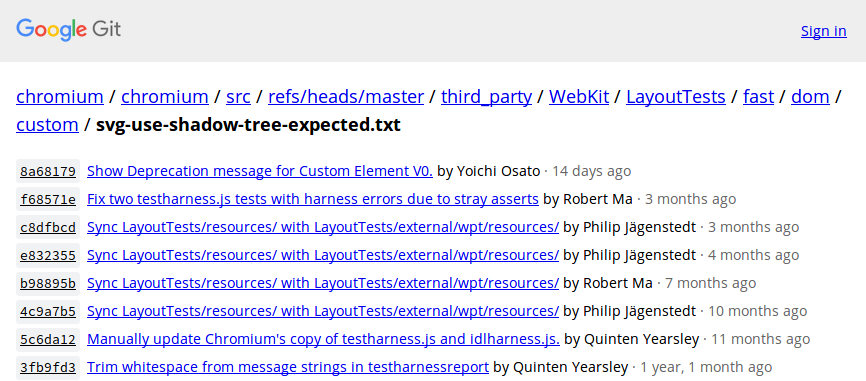 Google Git
Sign in
chromium / chromium / src / refs/heads/master / third_party / WebKit / LayoutTests / fast / dom /
custom / svg-use-shadow-tree-expected.txt
8a68179 Show Deprecation message for Custom Element V0. by Yoichi Osato · 14 days ago
f68571e Fix two testharness.js tests with harness errors due to stray asserts by Robert Ma · 3 months ago
c8dfbcd Sync LayoutTests/resources/ with LayoutTests/external/wpt/resources/ by Philip Jägenstedt · 3 months ago
e832355 Sync LayoutTests/resources/ with LayoutTests/external/wpt/resources/ by Philip Jägenstedt · 4 months ago
b98895b Sync LayoutTests/resources/ with LayoutTests/external/wpt/resources/ by Robert Ma · 7 months ago
4c9a7b5 Sync LayoutTests/resources/ with LayoutTests/external/wpt/resources/ by Philip Jägenstedt · 10 months ago
5c6da12 Manually update Chromium's copy of testharness.js and idlharness.js. by Quinten Yearsley · 11 months ago
3fb9fd3 Trim whitespace from message strings in testharnessreport by Quinten Yearsley · 1 year, 1 month ago